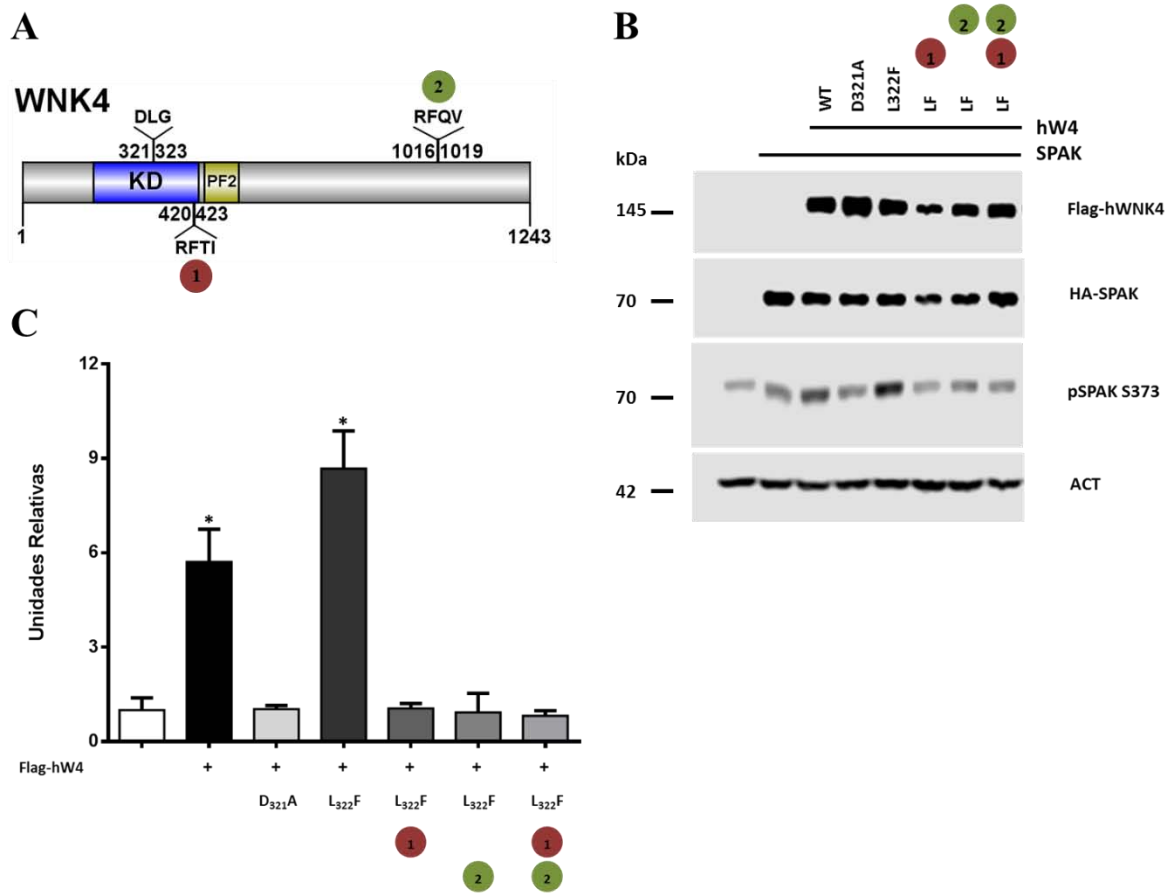 A
WNK4
2
DLG RFQV
321 323 1016 1019
KD PF2
420 423
1 RFTI 1243
1
B
2 2
1 1
WT D321A L322F LF LF LF
hW4
kDa SPAK
145 Flag-hWNK4
70 HA-SPAK
70 pSPAK S373
42 ACT
C
Unidades Relativas
12
9
6
3
0
* *
Flag-hW4 + + + + + +
D321A L322F L322F L322F L322F
1 1
2 2